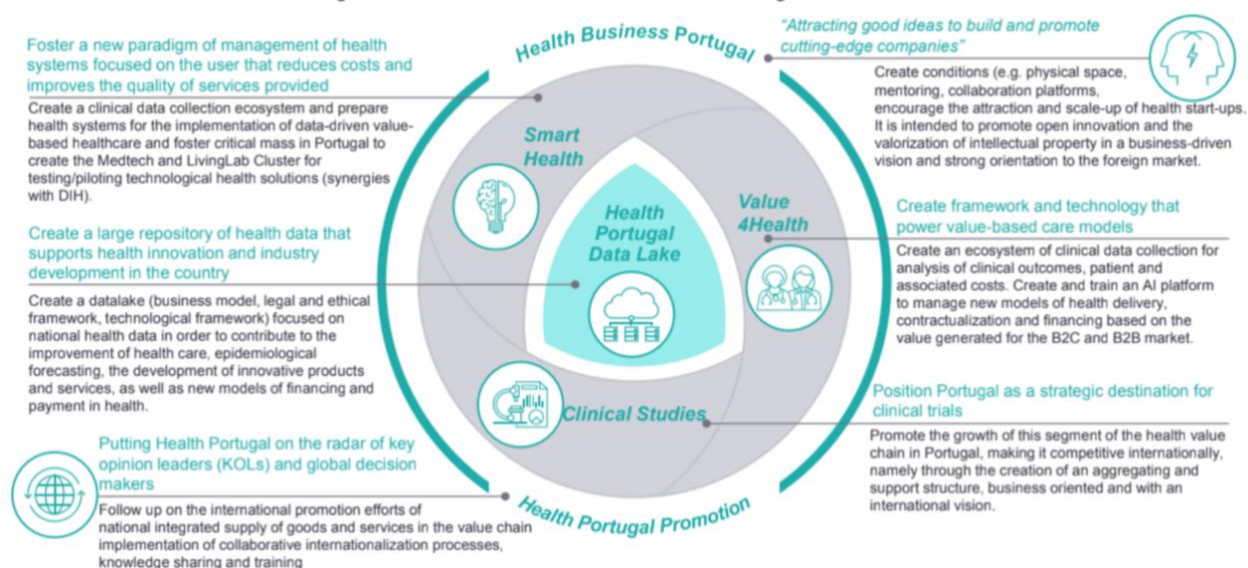 Foster a new paradigm of management of health
systems focused on the user that reduces costs and
improves the quality of services provided
Create a clinical data collection ecosystem and prepare
health systems for the implementation of data-driven value-
based healthcare and foster critical mass in Portugal to
create the Medtech and LivingLab Cluster for
testing/piloting technological health solutions (synergies
with DIH).
Create a large repository of health data that
supports health innovation and industry
development in the country
Create a datalake (business model, legal and ethical
framework, technological framework) focused on
national health data in order to contribute to the
improvement of health care, epidemiological
forecasting, the development of innovative products
and services, as well as new models of financing and
payment in health.
Putting Health Portugal on the radar of key
opinion leaders (KOLs) and global decision
makers
Follow up on the international promotion efforts of
national integrated supply of goods and services in the value chain
implementation of collaborative internationalization processes,
knowledge sharing and training
Health Business Portugal
Smart
Health
Health
Portugal
Data Lake
Value
4Health
Clinical Studies
Health Portugal Promotion
"Attracting good ideas to build and promote
cutting-edge companies"
Create conditions (e.g. physical space,
mentoring, collaboration platforms,
encourage the attraction and scale-up of health start-ups.
It is intended to promote open innovation and the
valorization of intellectual property in a business-driven
vision and strong orientation to the foreign market.
Create framework and technology that
power value-based care models
Create an ecosystem of clinical data collection for
analysis of clinical outcomes, patient and
associated costs. Create and train an AI platform
to manage new models of health delivery,
contractualization and financing based on the
value generated for the B2C and B2B market.
Position Portugal as a strategic destination for
clinical trials
Promote the growth of this segment of the health value
chain in Portugal, making it competitive internationally,
namely through the creation of an aggregating and
support structure, business oriented and with an
international vision.